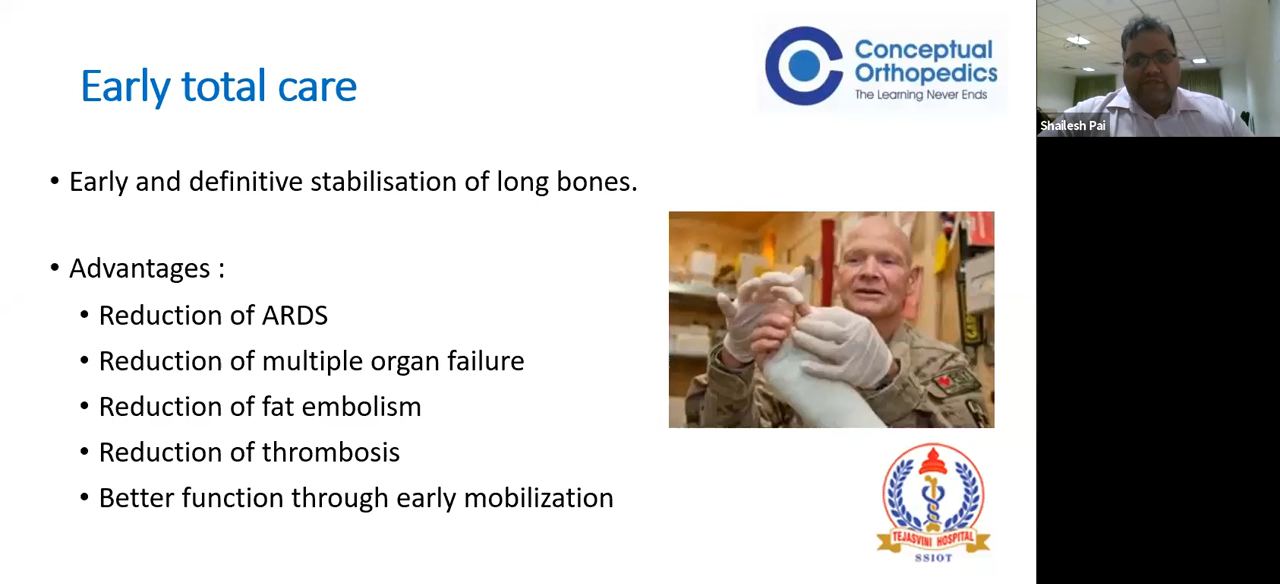 Early total care
Conceptual
Orthopedics
The Learning Never Ends
Shailesh Pai
• Early and definitive stabilisation of long bones.
• Advantages :
• Reduction of ARDS
• Reduction of multiple organ failure
• Reduction of fat embolism
• Reduction of thrombosis
• Better function through early mobilization
TEJASVINI HOSPITAL
SSIOT